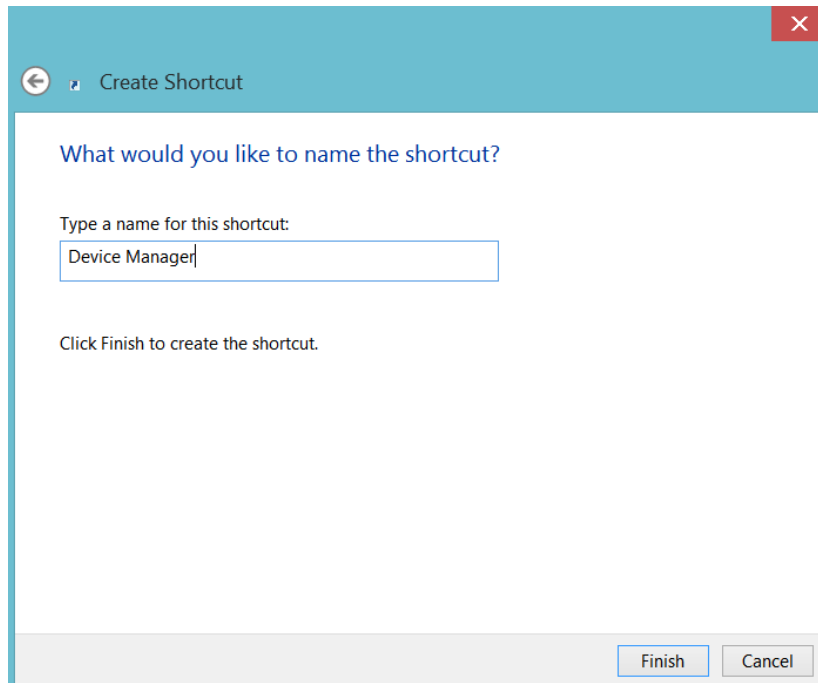 Create Shortcut
What would you like to name the shortcut?
Type a name for this shortcut:
Device Manager
Click Finish to create the shortcut.
Finish Cancel